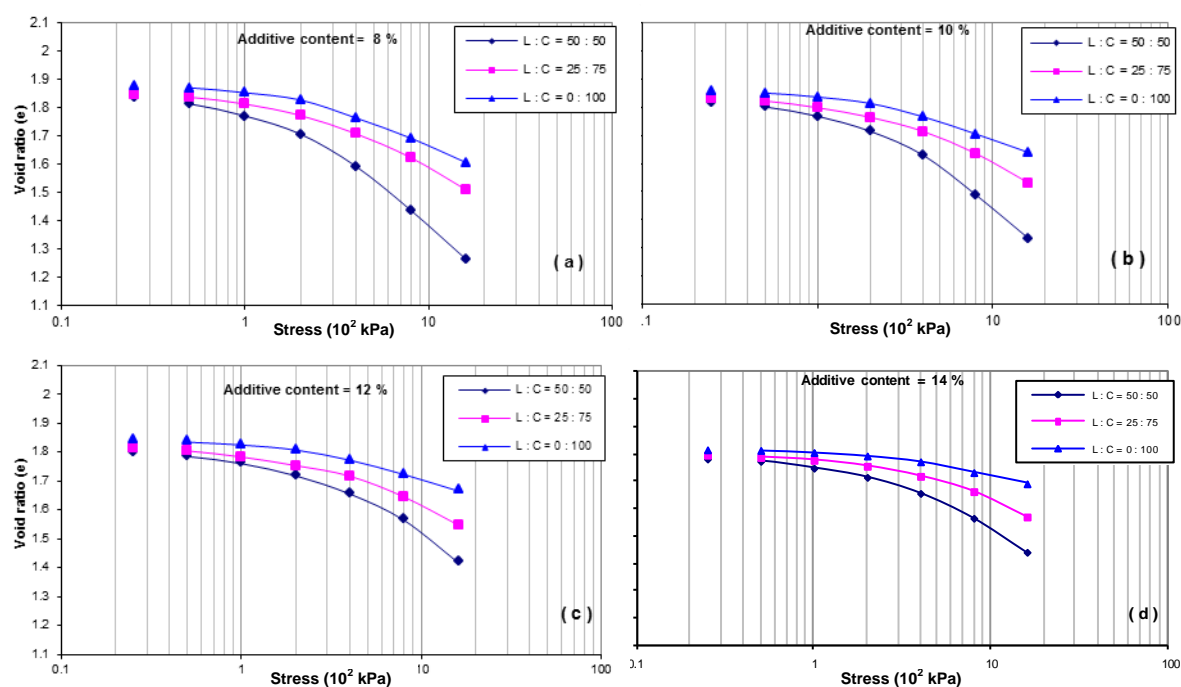 2.1
2
1.9
1.8
1.7
1.6
1.5
1.4
1.3
1.2
1.1
Void ratio (e)
Additive content = 8 %
L : C = 50 : 50
L : C = 25 : 75
L : C = 0 : 100
( a )
0.1
1
10
100
Stress (10² kPa)
Additive content = 10 %
L : C = 50 : 50
L : C = 25 : 75
L : C = 0 : 100
( b )
0.1
1
10
100
Stress (10² kPa)
2.1
2
1.9
1.8
1.7
1.6
1.5
1.4
1.3
1.2
1.1
Void ratio (e)
Additive content = 12 %
L : C = 50 : 50
L : C = 25 : 75
L : C = 0 : 100
( c )
0.1
1
10
100
Stress (10² kPa)
Additive content = 14 %
L : C = 50 : 50
L : C = 25 : 75
L : C = 0 : 100
( d )
0.1
1
10
100
Stress (10² kPa)